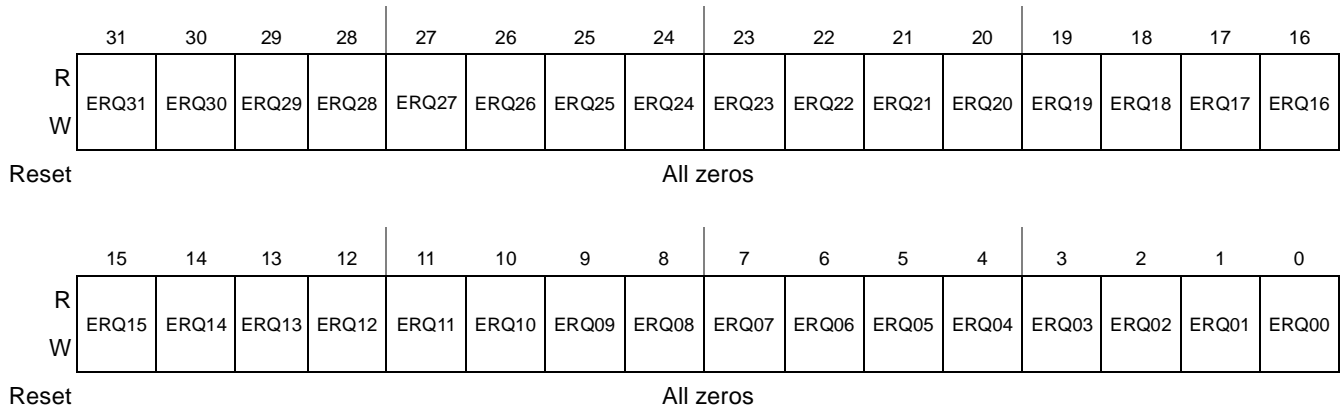 31 30 29 28 27 26 25 24 23 22 21 20 19 18 17 16
R
ERQ31 ERQ30 ERQ29 ERQ28 ERQ27 ERQ26 ERQ25 ERQ24 ERQ23 ERQ22 ERQ21 ERQ20 ERQ19 ERQ18 ERQ17 ERQ16
W
Reset All zeros
15 14 13 12 11 10 9 8 7 6 5 4 3 2 1 0
R
ERQ15 ERQ14 ERQ13 ERQ12 ERQ11 ERQ10 ERQ09 ERQ08 ERQ07 ERQ06 ERQ05 ERQ04 ERQ03 ERQ02 ERQ01 ERQ00
W
Reset All zeros